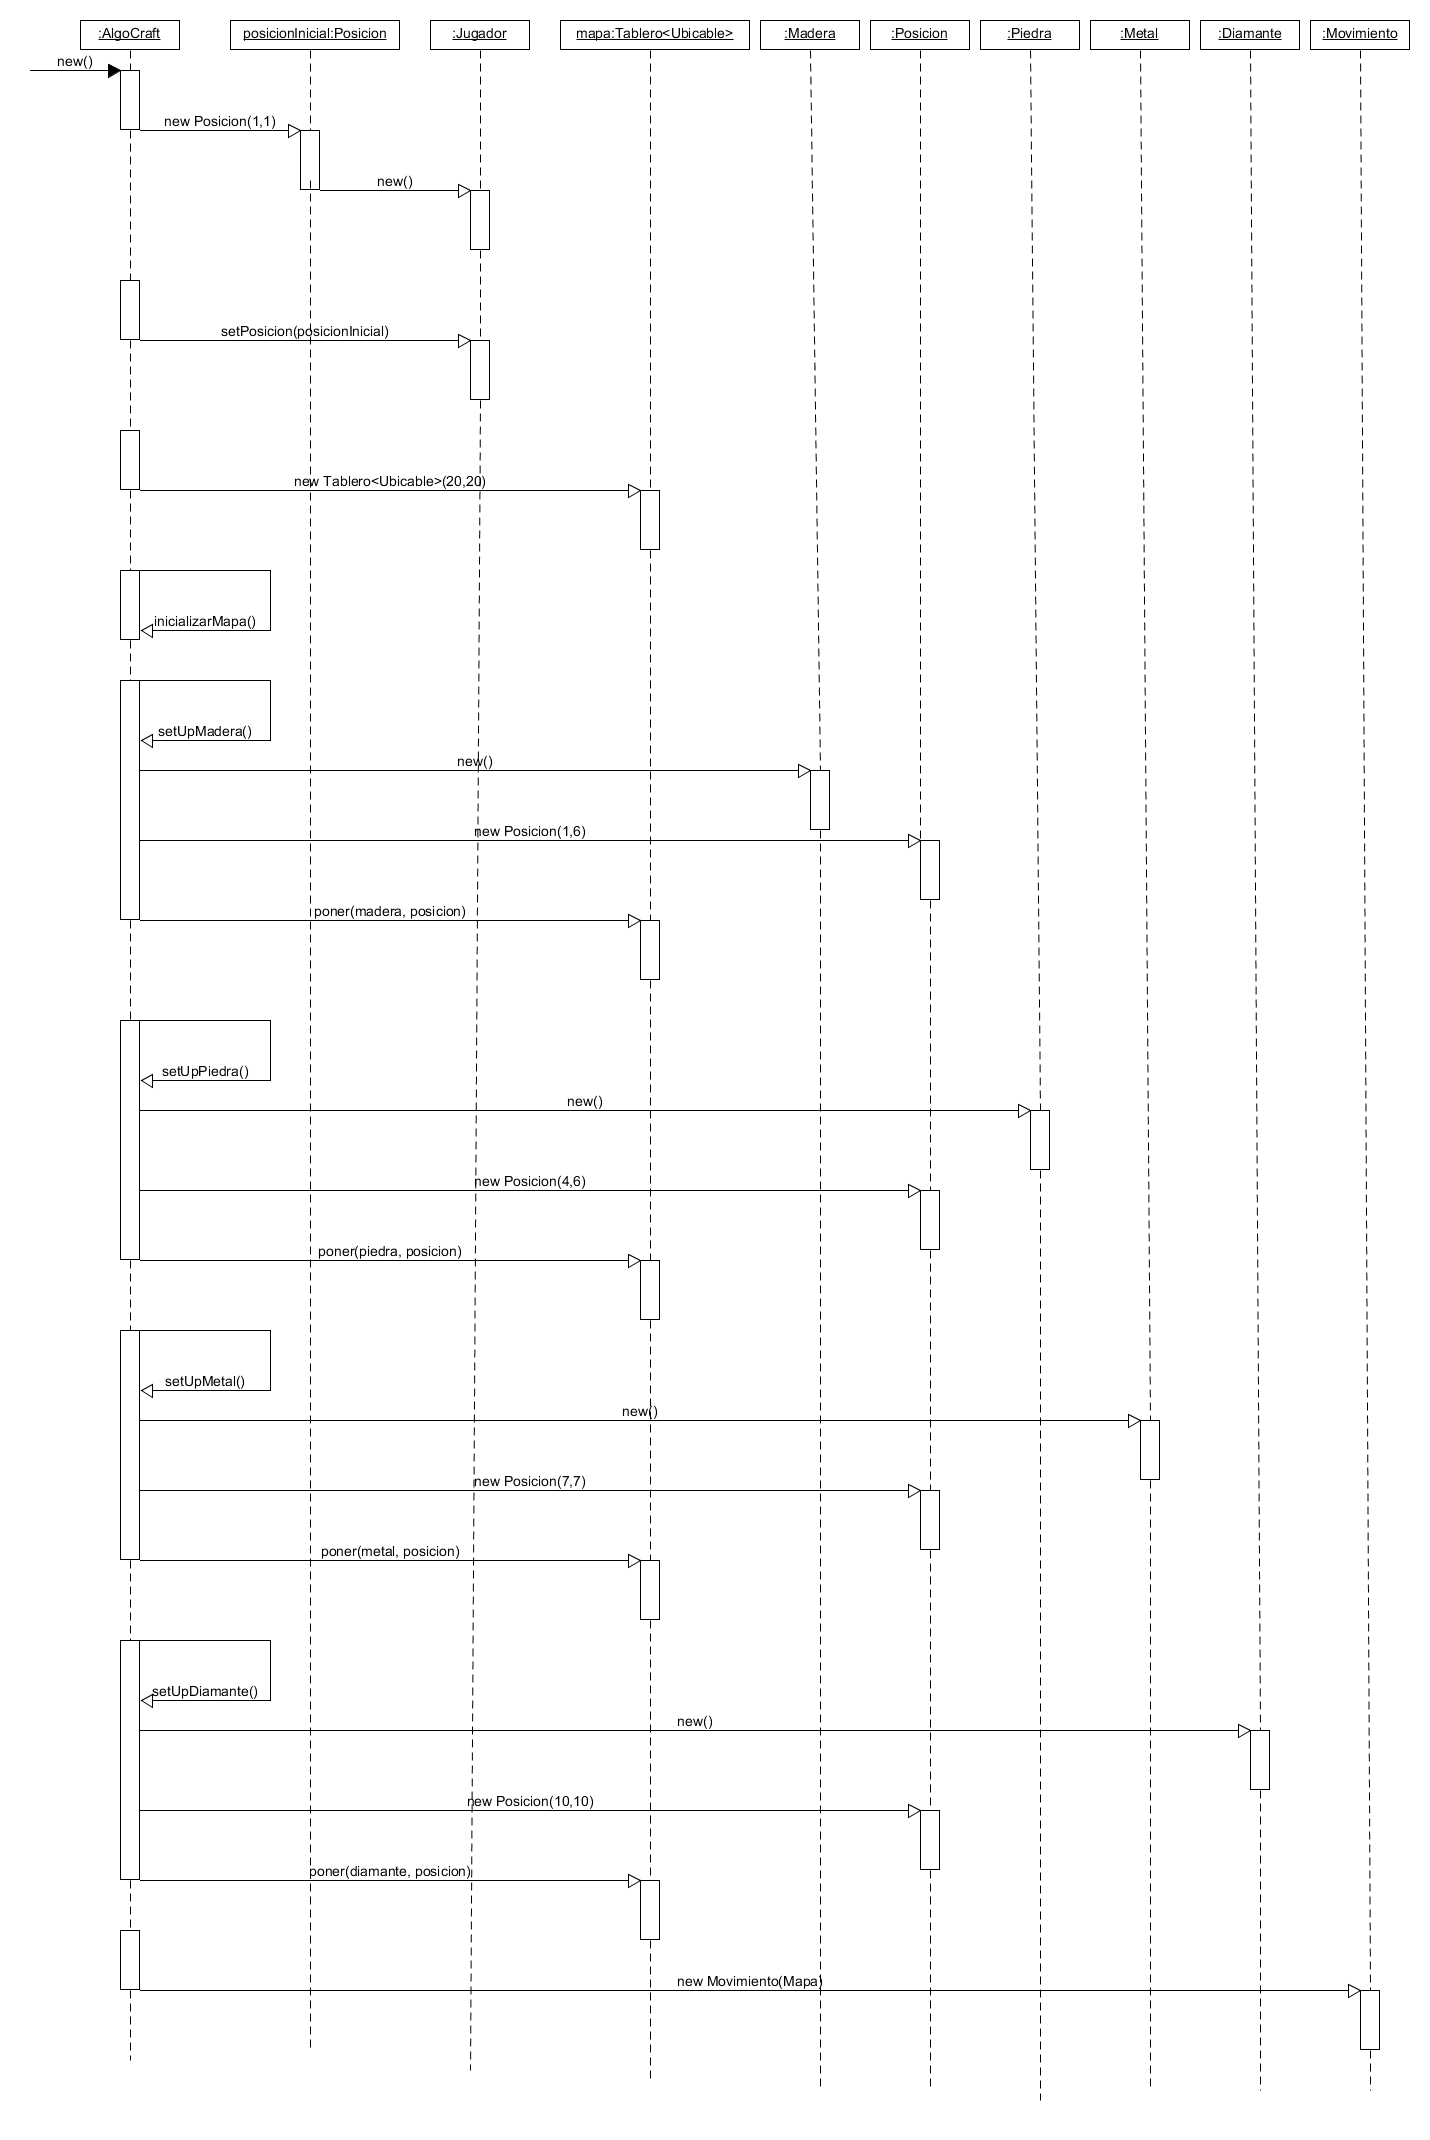 :AlgoCraft
posicionInicial:Posicion
:Jugador
mapa:Tablero<Ubicable>
:Madera
:Posicion
:Piedra
:Metal
:Diamante
:Movimiento
new()
new Posicion(1,1)
new()
setPosicion(posicionInicial)
new Tablero<Ubicable>(20,20)
inicializarMapa()
setUpMadera()
new()
new Posicion(1,6)
poner(madera, posicion)
setUpPiedra()
new()
new Posicion(4,6)
poner(piedra, posicion)
setUpMetal()
new()
new Posicion(7,7)
poner(metal, posicion)
setUpDiamante()
new()
new Posicion(10,10)
poner(diamante, posicion)
new Movimiento(Mapa)